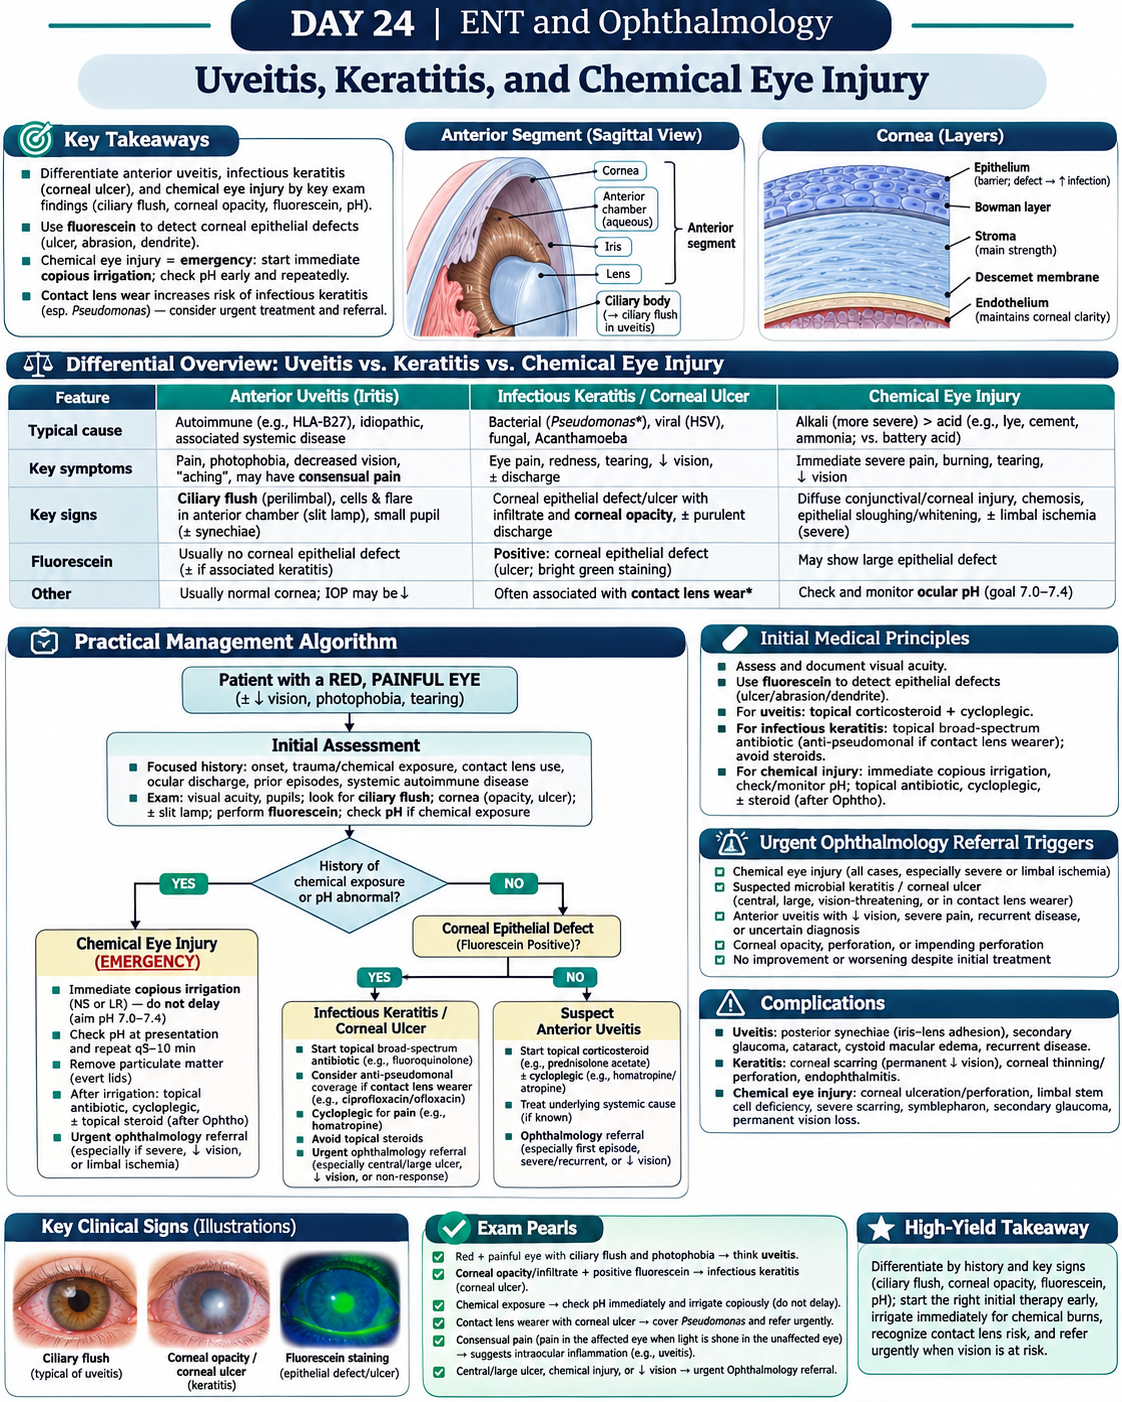 DAY 24 | ENT and Ophthalmology
Uveitis, Keratitis, and Chemical Eye Injury
Key Takeaways
■ Differentiate anterior uveitis, infectious keratitis
(corneal ulcer), and chemical eye injury by key exam
findings (ciliary flush, corneal opacity, fluorescein, pH).
■ Use fluorescein to detect corneal epithelial defects
(ulcer, abrasion, dendrite).
■ Chemical eye injury = emergency: start immediate
copious irrigation; check pH early and repeatedly.
■ Contact lens wear increases risk of infectious keratitis
(esp. Pseudomonas) — consider urgent treatment and referral.
Anterior Segment (Sagittal View)
Cornea
Anterior
chamber
(aqueous)
Iris
Lens
Ciliary body
(→ ciliary flush
in uveitis)
Anterior
segment
Cornea (Layers)
Epithelium
(barrier; defect → ↑ infection)
Bowman layer
Stroma
(main strength)
Descemet membrane
Endothelium
(maintains corneal clarity)
Differential Overview: Uveitis vs. Keratitis vs. Chemical Eye Injury
Feature
Anterior Uveitis (Iritis)
Infectious Keratitis / Corneal Ulcer
Chemical Eye Injury
Typical cause
Autoimmune (e.g., HLA-B27), idiopathic,
associated systemic disease
Bacterial (Pseudomonas*), viral (HSV),
fungal, Acanthamoeba
Alkali (more severe) > acid (e.g., lye, cement,
ammonia; vs. battery acid)
Key symptoms
Pain, photophobia, decreased vision,
"aching", may have consensual pain
Eye pain, redness, tearing, ↓ vision,
± discharge
Immediate severe pain, burning, tearing,
↓ vision
Key signs
Ciliary flush (perilimbal), cells & flare
in anterior chamber (slit lamp), small pupil
(± synechiae)
Corneal epithelial defect/ulcer with
infiltrate and corneal opacity, ± purulent
discharge
Diffuse conjunctival/corneal injury, chemosis,
epithelial sloughing/whitening, ± limbal ischemia
(severe)
Fluorescein
Usually no corneal epithelial defect
(± if associated keratitis)
Positive: corneal epithelial defect
(ulcer; bright green staining)
May show large epithelial defect
Other
Usually normal cornea; IOP may be ↓
Often associated with contact lens wear*
Check and monitor ocular pH (goal 7.0–7.4)
Practical Management Algorithm
Patient with a RED, PAINFUL EYE
(± ↓ vision, photophobia, tearing)
Initial Assessment
■ Focused history: onset, trauma/chemical exposure, contact lens use,
ocular discharge, prior episodes, systemic autoimmune disease
■ Exam: visual acuity, pupils; look for ciliary flush; cornea (opacity, ulcer);
± slit lamp; perform fluorescein; check pH if chemical exposure
History of
chemical exposure
or pH abnormal?
YES
NO
Chemical Eye Injury
(EMERGENCY)
■ Immediate copious irrigation
(NS or LR) — do not delay
(aim pH 7.0–7.4)
■ Check pH at presentation
and repeat q5–10 min
■ Remove particulate matter
(evert lids)
■ After irrigation: topical
antibiotic, cycloplegic,
± topical steroid (after Ophtho)
■ Urgent ophthalmology referral
(especially if severe, ↓ vision,
or limbal ischemia)
Corneal Epithelial Defect
(Fluorescein Positive)?
YES
NO
Infectious Keratitis /
Corneal Ulcer
■ Start topical broad-spectrum
antibiotic (e.g., fluoroquinolone)
■ Consider anti-pseudomonal
coverage if contact lens wearer
(e.g., ciprofloxacin/ofloxacin)
■ Cycloplegic for pain (e.g.,
homatropine)
■ Avoid topical steroids
■ Urgent ophthalmology referral
(especially central/large ulcer,
↓ vision, or non-response)
Suspect
Anterior Uveitis
■ Start topical corticosteroid
(e.g., prednisolone acetate)
± cycloplegic (e.g., homatropine/
atropine)
■ Treat underlying systemic cause
(if known)
■ Ophthalmology referral
(especially first episode,
severe/recurrent, or ↓ vision)
Initial Medical Principles
■ Assess and document visual acuity.
■ Use fluorescein to detect epithelial defects
(ulcer/abrasion/dendrite).
■ For uveitis: topical corticosteroid + cycloplegic.
■ For infectious keratitis: topical broad-spectrum
antibiotic (anti-pseudomonal if contact lens wearer);
avoid steroids.
■ For chemical injury: immediate copious irrigation,
check/monitor pH; topical antibiotic, cycloplegic,
± steroid (after Ophtho).
Urgent Ophthalmology Referral Triggers
Chemical eye injury (all cases, especially severe or limbal ischemia)
Suspected microbial keratitis / corneal ulcer
(central, large, vision-threatening, or in contact lens wearer)
Anterior uveitis with ↓ vision, severe pain, recurrent disease,
or uncertain diagnosis
Corneal opacity, perforation, or impending perforation
No improvement or worsening despite initial treatment
Complications
■ Uveitis: posterior synechiae (iris–lens adhesion), secondary
glaucoma, cataract, cystoid macular edema, recurrent disease.
■ Keratitis: corneal scarring (permanent ↓ vision), corneal thinning/
perforation, endophthalmitis.
■ Chemical eye injury: corneal ulceration/perforation, limbal stem
cell deficiency, severe scarring, symblepharon, secondary glaucoma,
permanent vision loss.
Key Clinical Signs (Illustrations)
Ciliary flush
(typical of uveitis)
Corneal opacity /
corneal ulcer
(keratitis)
Fluorescein staining
(epithelial defect/ulcer)
Exam Pearls
Red + painful eye with ciliary flush and photophobia → think uveitis.
Corneal opacity/infiltrate + positive fluorescein → infectious keratitis
(corneal ulcer).
Chemical exposure → check pH immediately and irrigate copiously (do not delay).
Contact lens wearer with corneal ulcer → cover Pseudomonas and refer urgently.
Consensual pain (pain in the affected eye when light is shone in the unaffected eye)
→ suggests intraocular inflammation (e.g., uveitis).
Central/large ulcer, chemical injury, or ↓ vision → urgent Ophthalmology referral.
High-Yield Takeaway
Differentiate by history and key signs
(ciliary flush, corneal opacity, fluorescein,
pH); start the right initial therapy early,
irrigate immediately for chemical burns,
recognize contact lens risk, and refer
urgently when vision is at risk.